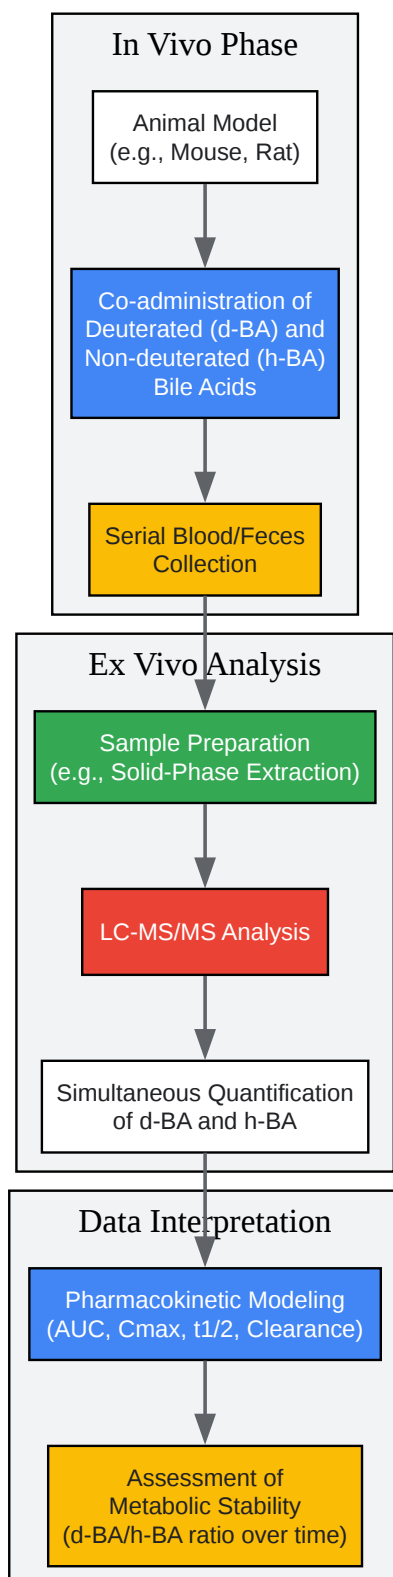 In Vivo Phase
Animal Model
(e.g., Mouse, Rat)
Co-administration of
Deuterated (d-BA) and
Non-deuterated (h-BA)
Bile Acids
Serial Blood/Feces
Collection
Ex Vivo Analysis
Sample Preparation
(e.g., Solid-Phase Extraction)
LC-MS/MS Analysis
Simultaneous Quantification
of d-BA and h-BA
Data Interpretation
Pharmacokinetic Modeling
(AUC, Cmax, t1/2, Clearance)
Assessment of
Metabolic Stability
(d-BA/h-BA ratio over time)